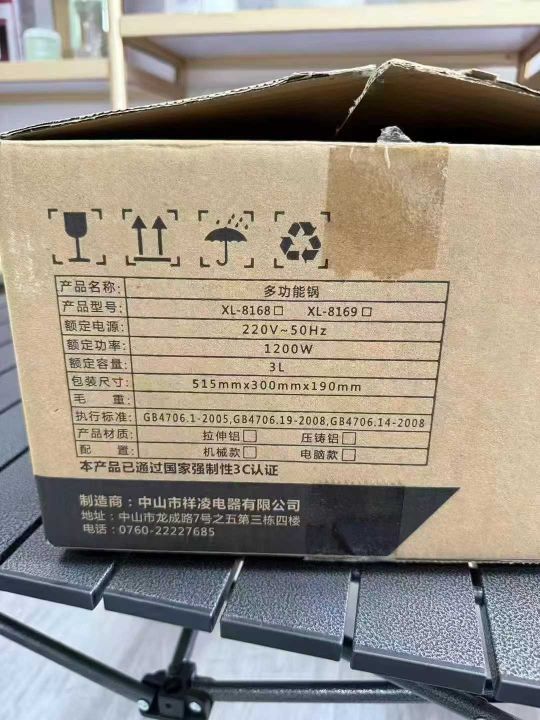 产品名称: 多功能锅
产品型号: XL-8168□ XL-8169□
额定电源: 220V~50Hz
额定功率: 1200W
额定容量: 3L
包装尺寸: 515mmx300mmx190mm
毛 重:
执行标准: GB4706.1-2005,GB4706.19-2008,GB4706.14-2008
产品材质: 拉伸铝□ 压铸铝□
配 置: 机械款□ 电脑款□
本产品已通过国家强制性3C认证
制造商：中山市祥凌电器有限公司
地址：中山市龙成路7号之五第三栋四楼
电话：0760-22227685